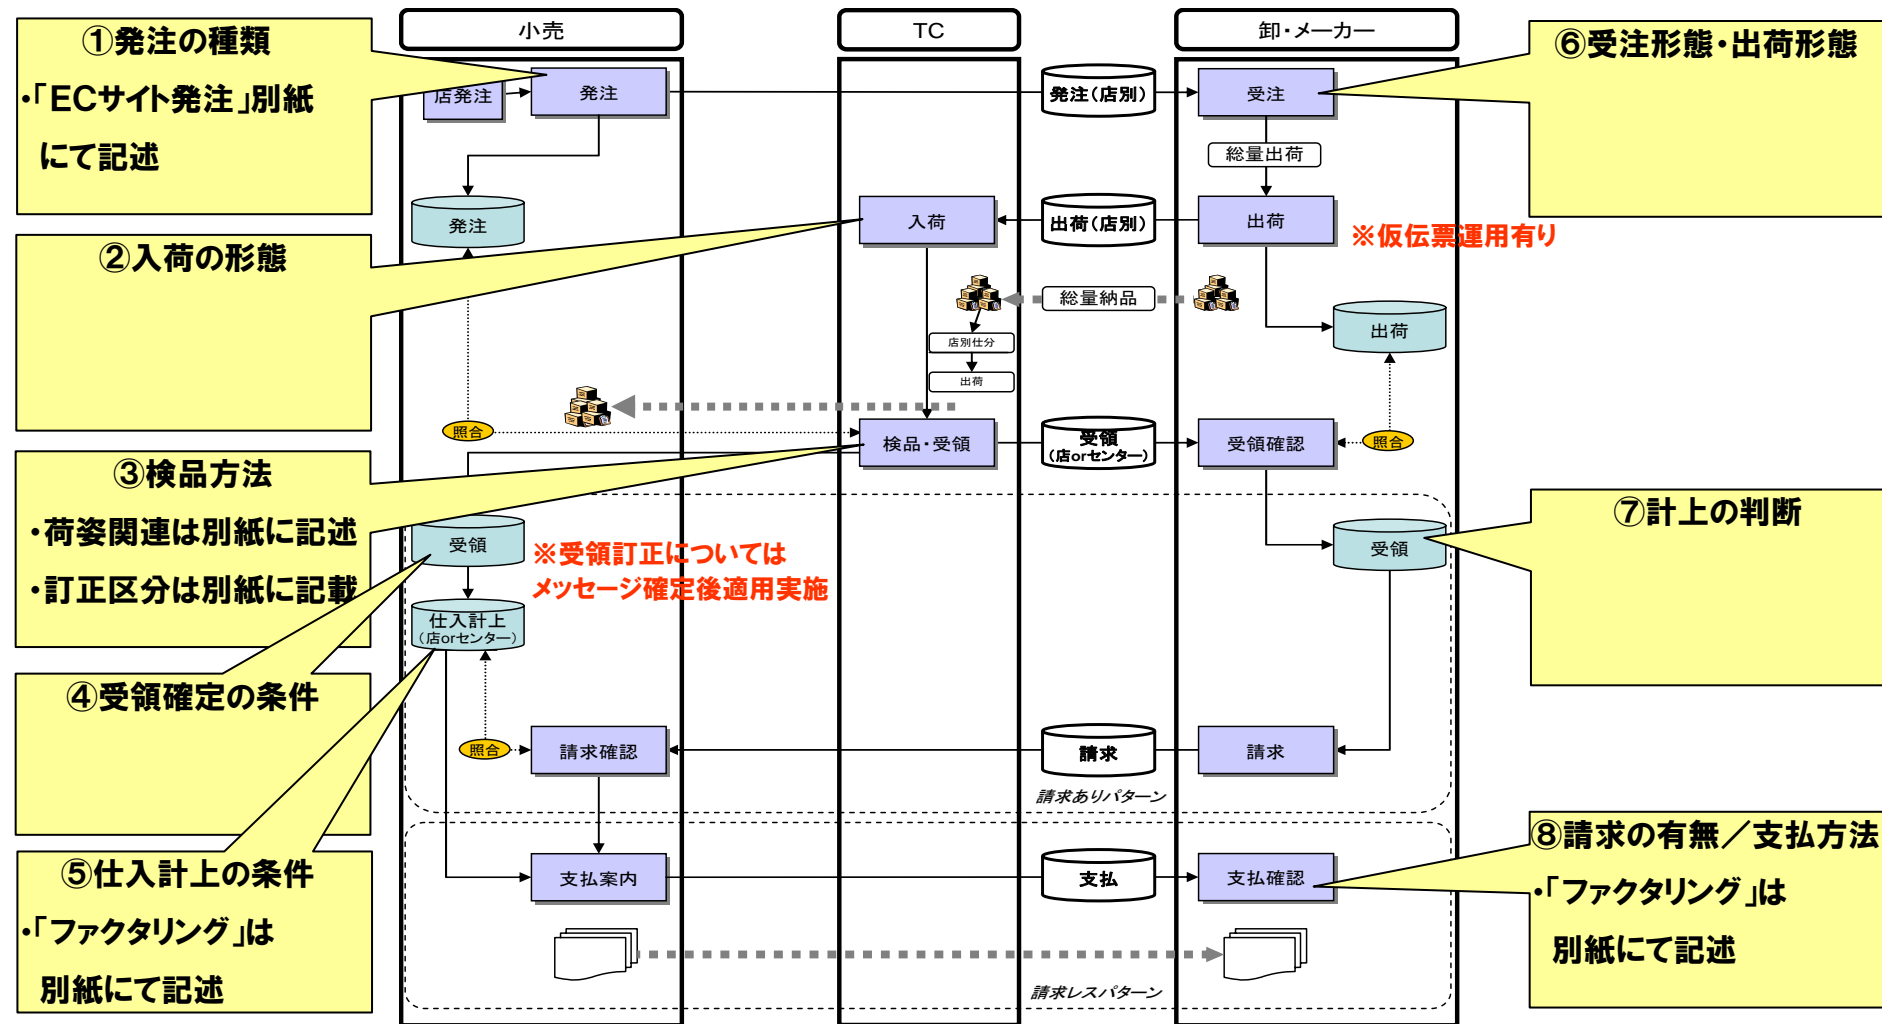 小売
TC
卸・メーカー
①発注の種類
・「ECサイト発注」別紙
にて記述
店発注
発注
発注(店別)
受注
⑥受注形態・出荷形態
総量出荷
発注
入荷
出荷(店別)
出荷
※仮伝票運用有り
②入荷の形態
総量納品
出荷
店別仕分
出荷
照合
検品・受領
受領
(店orセンター)
受領確認
照合
③検品方法
・荷姿関連は別紙に記述
・訂正区分は別紙に記載
受領
※受領訂正については
メッセージ確定後適用実施
受領
⑦計上の判断
仕入計上
(店orセンター)
④受領確定の条件
照合
請求確認
請求
請求
請求ありパターン
⑤仕入計上の条件
・「ファクタリング」は
別紙にて記述
支払案内
支払
支払確認
⑧請求の有無／支払方法
・「ファクタリング」は
別紙にて記述
請求レスパターン